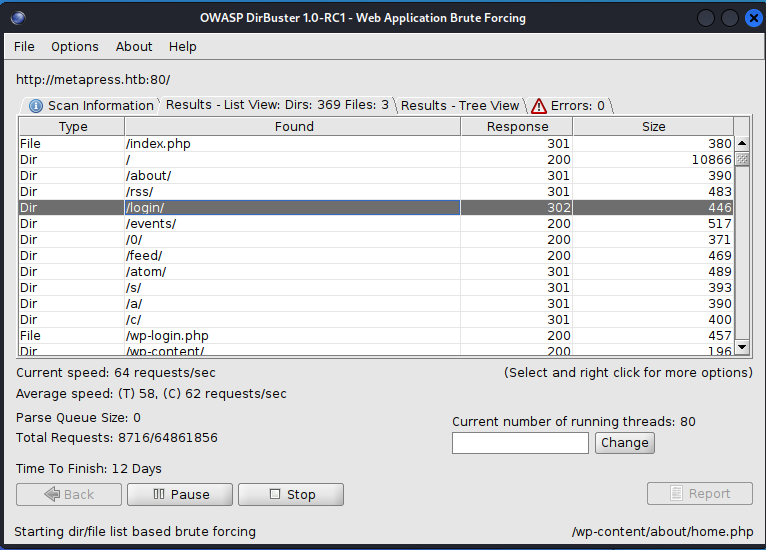 OWASP DirBuster 1.0-RC1 - Web Application Brute Forcing
File Options About Help
http://metapress.htb:80/
Scan Information Results - List View: Dirs: 369 Files: 3 Results - Tree View Errors: 0
Type Found Response Size
File /index.php 301 380
Dir / 200 10866
Dir /about/ 301 390
Dir /rss/ 301 483
Dir /login/ 302 446
Dir /events/ 200 517
Dir /0/ 200 371
Dir /feed/ 200 469
Dir /atom/ 301 489
Dir /s/ 301 393
Dir /a/ 301 390
Dir /c/ 301 400
File /wp-login.php 200 457
Dir /wp-content/ 200 196
Current speed: 64 requests/sec (Select and right click for more options)
Average speed: (T) 58, (C) 62 requests/sec
Parse Queue Size: 0 Current number of running threads: 80
Total Requests: 8716/64861856
Change
Time To Finish: 12 Days
Back Pause Stop Report
Starting dir/file list based brute forcing /wp-content/about/home.php